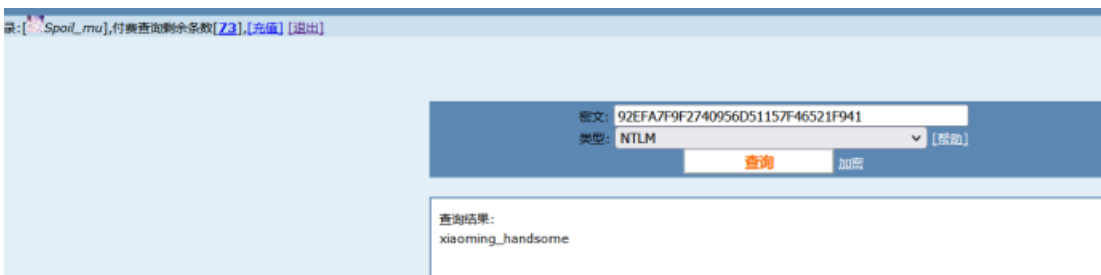 录:[Spoil_mu],付费查询剩余条数[73],[充值] [退出]
密文: 92EFA7F9F2740956D51157F46521F941
类型: NTLM [帮助]
查询 加密
查询结果:
xiaoming_handsome